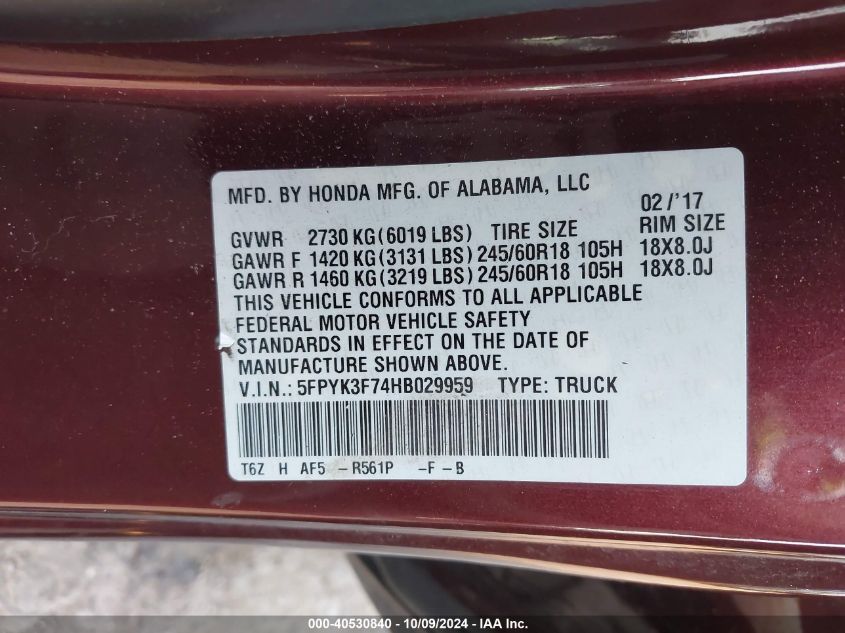 MFD. BY HONDA MFG. OF ALABAMA, LLC 02/'17
GVWR 2730 KG(6019 LBS) TIRE SIZE RIM SIZE
GAWR F 1420 KG(3131 LBS) 245/60R18 105H 18X8.0J
GAWR R 1460 KG(3219 LBS) 245/60R18 105H 18X8.0J
THIS VEHICLE CONFORMS TO ALL APPLICABLE
FEDERAL MOTOR VEHICLE SAFETY
STANDARDS IN EFFECT ON THE DATE OF
MANUFACTURE SHOWN ABOVE.
V.I.N.: 5FPYK3F74HB029959 TYPE: TRUCK
T6Z H AF5 -R561P -F-B
000-40530840 - 10/09/2024 - IAA Inc.